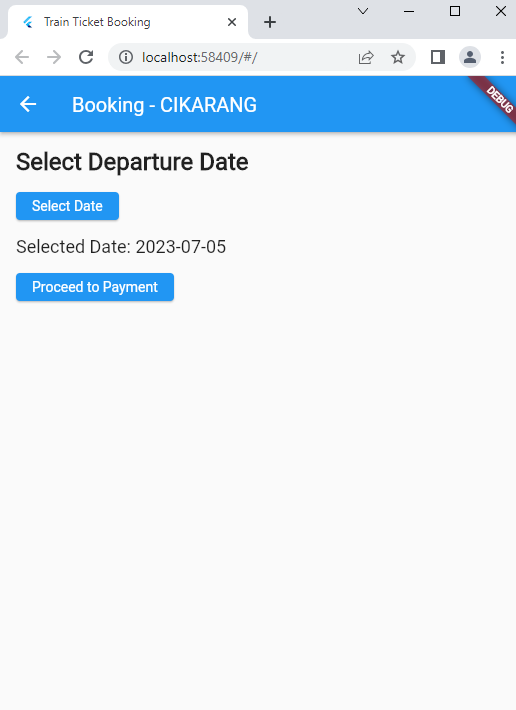 Train Ticket Booking
localhost:58409/#/
Booking - CIKARANG
DEBUG
Select Departure Date
Select Date
Selected Date: 2023-07-05
Proceed to Payment